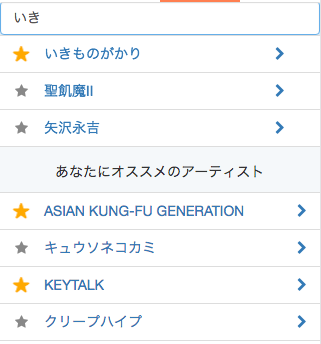 いき
いきものがかり
聖飢魔II
矢沢永吉
あなたにオススメのアーティスト
ASIAN KUNG-FU GENERATION
キュウソネコカミ
KEYTALK
クリープハイプ